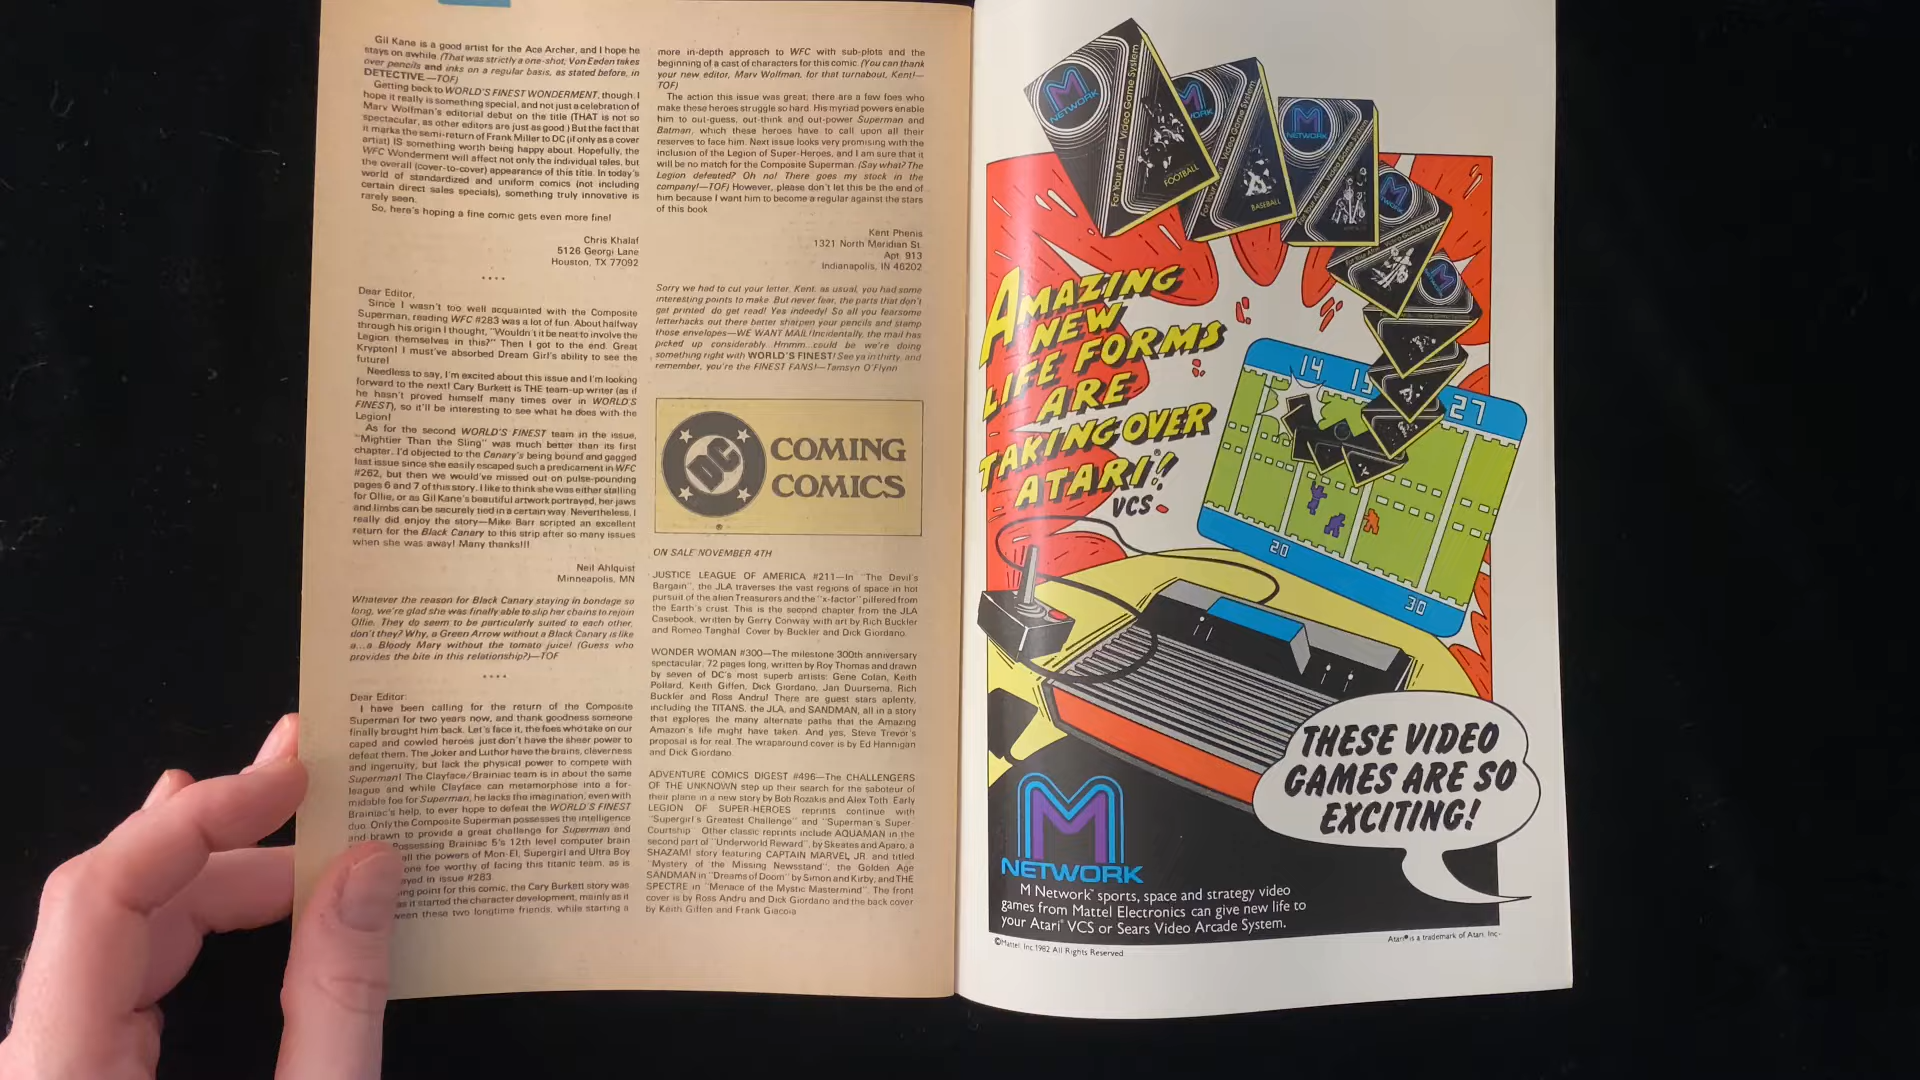 Gil Kane is a good artist for the Ace Archer, and I hope he
stays on awhile (That was strictly a one-shot; Von Eeden takes
over pencils and inks on a regular basis, as stated before, in
DETECTIVE.—TOF)
Getting back to WORLD'S FINEST WONDERMENT, though. I
hope it really is something special, and not just a celebration of
Marv Wolfman's editorial debut on the title (THAT is not so
spectacular, as other editors are just as good.) But the fact that
it marks the semi-return of Frank Miller to DC (if only as a cover
artist) IS something worth being happy about. Hopefully, the
WFC Wonderment will affect not only the individual tales, but
the overall (cover-to-cover) appearance of this title. In today's
world of standardized and uniform comics (not including
certain direct sales specials), something truly innovative is
rarely seen.
So, here's hoping a fine comic gets even more fine!
Chris Khalaf
5126 Georgi Lane
Houston, TX 77092
* * * *
Dear Editor,
Since I wasn't too well acquainted with the Composite
Superman, reading WFC #283 was a lot of fun. About halfway
through his origin I thought, "Wouldn't it be neat to involve the
Legion themselves in this?" Then I got to the end. Great
Krypton! I must've absorbed Dream Girl's ability to see the
future!
Needless to say, I'm excited about this issue and I'm looking
forward to the next! Cary Burkett is THE team-up writer (as if
he hasn't proved himself many times over in WORLD'S
FINEST), so it'll be interesting to see what he does with the
Legion!
As for the second WORLD'S FINEST team in the issue,
"Mightier Than the Sling" was much better than its first
chapter. I'd objected to the Canary's being bound and gagged
last issue since she easily escaped such a predicament in WFC
#262, but then we would've missed out on pulse-pounding
pages 6 and 7 of this story. I like to think she was either stalling
for Ollie, or as Gil Kane's beautiful artwork portrayed, her jaws
and limbs can be securely tied in a certain way. Nevertheless, I
really did enjoy the story—Mike Barr scripted an excellent
return for the Black Canary to this strip after so many issues
when she was away! Many thanks!!!
Neil Ahlquist
Minneapolis, MN
Whatever the reason for Black Canary staying in bondage so
long, we're glad she was finally able to slip her chains to rejoin
Ollie. They do seem to be particularly suited to each other,
don't they? Why, a Green Arrow without a Black Canary is like
a...a Bloody Mary without the tomato juice! (Guess who
provides the bite in this relationship?)—TOF
* * * *
Dear Editor:
I have been calling for the return of the Composite
Superman for two years now, and thank goodness someone
finally brought him back. Let's face it, the foes who take on our
caped and cowled heroes just don't have the sheer power to
defeat them. The Joker and Luthor have the brains, cleverness
and ingenuity, but lack the physical power to compete with
Superman! The Clayface/Brainiac team is in about the same
league and while Clayface can metamorphose into a for-
midable foe for Superman, he lacks the imagination, even with
Brainiac's help, to ever hope to defeat the WORLD'S FINEST
duo. Only the Composite Superman possesses the intelligence
and brawn to provide a great challenge for Superman and
Possessing Brainiac 5's 12th level computer brain
all the powers of Mon-El, Supergirl and Ultra Boy
one foe worthy of facing this titanic team, as is
ayed in issue #283.
ing point for this comic, the Cary Burkett story was
as it started the character development, mainly as it
ween these two longtime friends, while starting a
more in-depth approach to WFC with sub-plots and the
beginning of a cast of characters for this comic. (You can thank
your new editor, Marv Wolfman, for that turnabout, Kent!—
TOF)
The action this issue was great; there are a few foes who
make these heroes struggle so hard. His myriad powers enable
him to out-guess, out-think and out-power Superman and
Batman, which these heroes have to call upon all their
reserves to face him. Next issue looks very promising with the
inclusion of the Legion of Super-Heroes, and I am sure that it
will be no match for the Composite Superman. (Say what? The
Legion defeated? Oh no! There goes my stock in the
company!—TOF) However, please don't let this be the end of
him because I want him to become a regular against the stars
of this book
Kent Phenis
1321 North Meridian St.
Apt. 913
Indianapolis, IN 46202
Sorry we had to cut your letter, Kent; as usual, you had some
interesting points to make. But never fear, the parts that don't
get printed do get read! Yes indeedy! So all you fearsome
letterhacks out there better sharpen your pencils and stamp
those envelopes—WE WANT MAIL! Incidentally, the mail has
picked up considerably. Hmmm...could be we're doing
something right with WORLD'S FINEST! See ya in thirty, and
remember, you're the FINEST FANS!—Tamsyn O'Flynn
DC
COMING
COMICS
®
ON SALE NOVEMBER 4TH
JUSTICE LEAGUE OF AMERICA #211—In "The Devil's
Bargain", the JLA traverses the vast regions of space in hot
pursuit of the alien Treasurers and the "x-factor" pilfered from
the Earth's crust. This is the second chapter from the JLA
Casebook, written by Gerry Conway with art by Rich Buckler
and Romeo Tanghal. Cover by Buckler and Dick Giordano.
WONDER WOMAN #300—The milestone 300th anniversary
spectacular, 72 pages long, written by Roy Thomas and drawn
by seven of DC's most superb artists: Gene Colan, Keith
Pollard, Keith Giffen, Dick Giordano, Jan Duursema, Rich
Buckler and Ross Andru! There are guest stars aplenty,
including the TITANS, the JLA, and SANDMAN, all in a story
that explores the many alternate paths that the Amazing
Amazon's life might have taken. And yes, Steve Trevor's
proposal is for real. The wraparound cover is by Ed Hannigan
and Dick Giordano.
ADVENTURE COMICS DIGEST #496—The CHALLENGERS
OF THE UNKNOWN step up their search for the saboteur of
their plane in a new story by Bob Rozakis and Alex Toth. Early
LEGION OF SUPER-HEROES reprints continue with
"Supergirl's Greatest Challenge" and "Superman's Super-
Courtship" Other classic reprints include AQUAMAN in the
second part of "Underworld Reward", by Skeates and Aparo, a
SHAZAM! story featuring CAPTAIN MARVEL, JR. and titled
"Mystery of the Missing Newsstand", the Golden Age
SANDMAN in "Dreams of Doom" by Simon and Kirby, and THE
SPECTRE in "Menace of the Mystic Mastermind". The front
cover is by Ross Andru and Dick Giordano and the back cover
by Keith Giffen and Frank Giacoia
M NETWORK
For Your Atari Video Game System
FOOTBALL
For Your Atari Video Game System
BASEBALL
M NETWORK
For Your Atari Video Game System
AMAZING
NEW
LIFE FORMS
ARE
TAKING OVER
ATARI!
VCS
14 15 27
20 30
THESE VIDEO
GAMES ARE SO
EXCITING!
M
NETWORK
M Network™ sports, space and strategy video
games from Mattel Electronics can give new life to
your Atari® VCS or Sears Video Arcade System.
©Mattel, Inc 1982 All Rights Reserved
Atari® is a trademark of Atari, Inc.